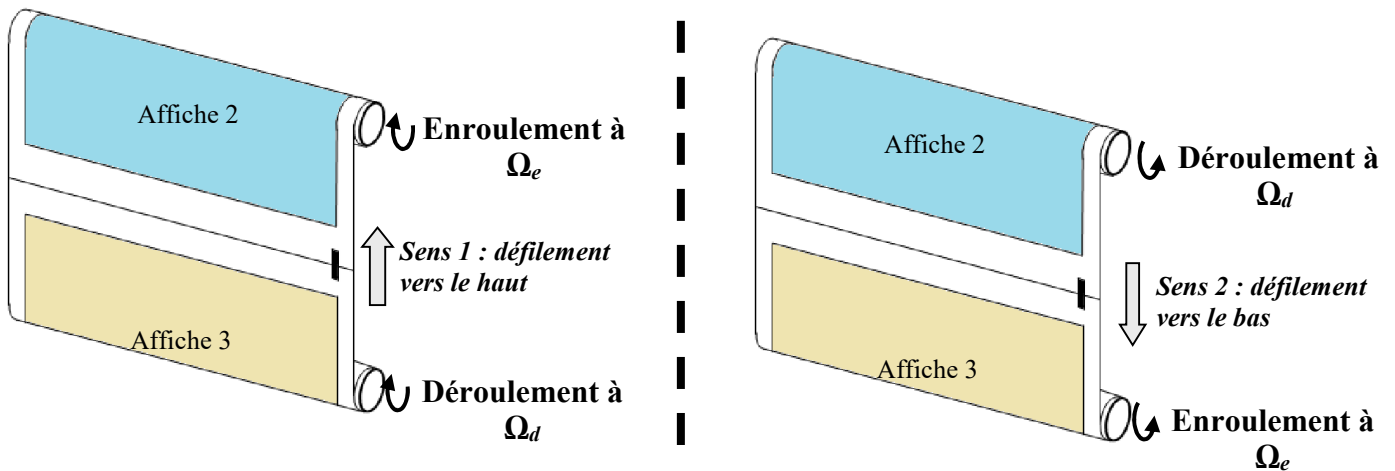 Affiche 2
Enroulement à
Ωe
Sens 1 : défilement
vers le haut
Affiche 3
Déroulement à
Ωd
Affiche 2
Déroulement à
Ωd
Sens 2 : défilement
vers le bas
Affiche 3
Enroulement à
Ωe